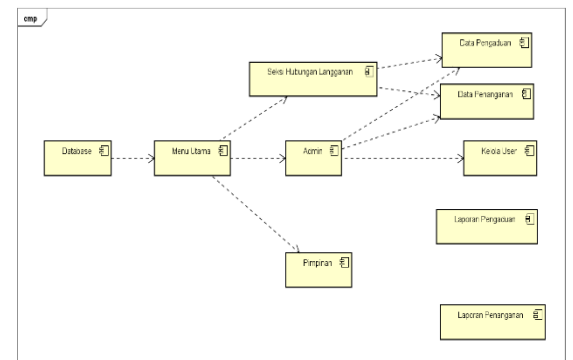 cmp
Data Pengaduan
Seksi Hubungan Langganan
Data Penanganan
Database
Menu Utama
Admin
Kelola User
Laporan Pengaduan
Pimpinan
Laporan Penanganan